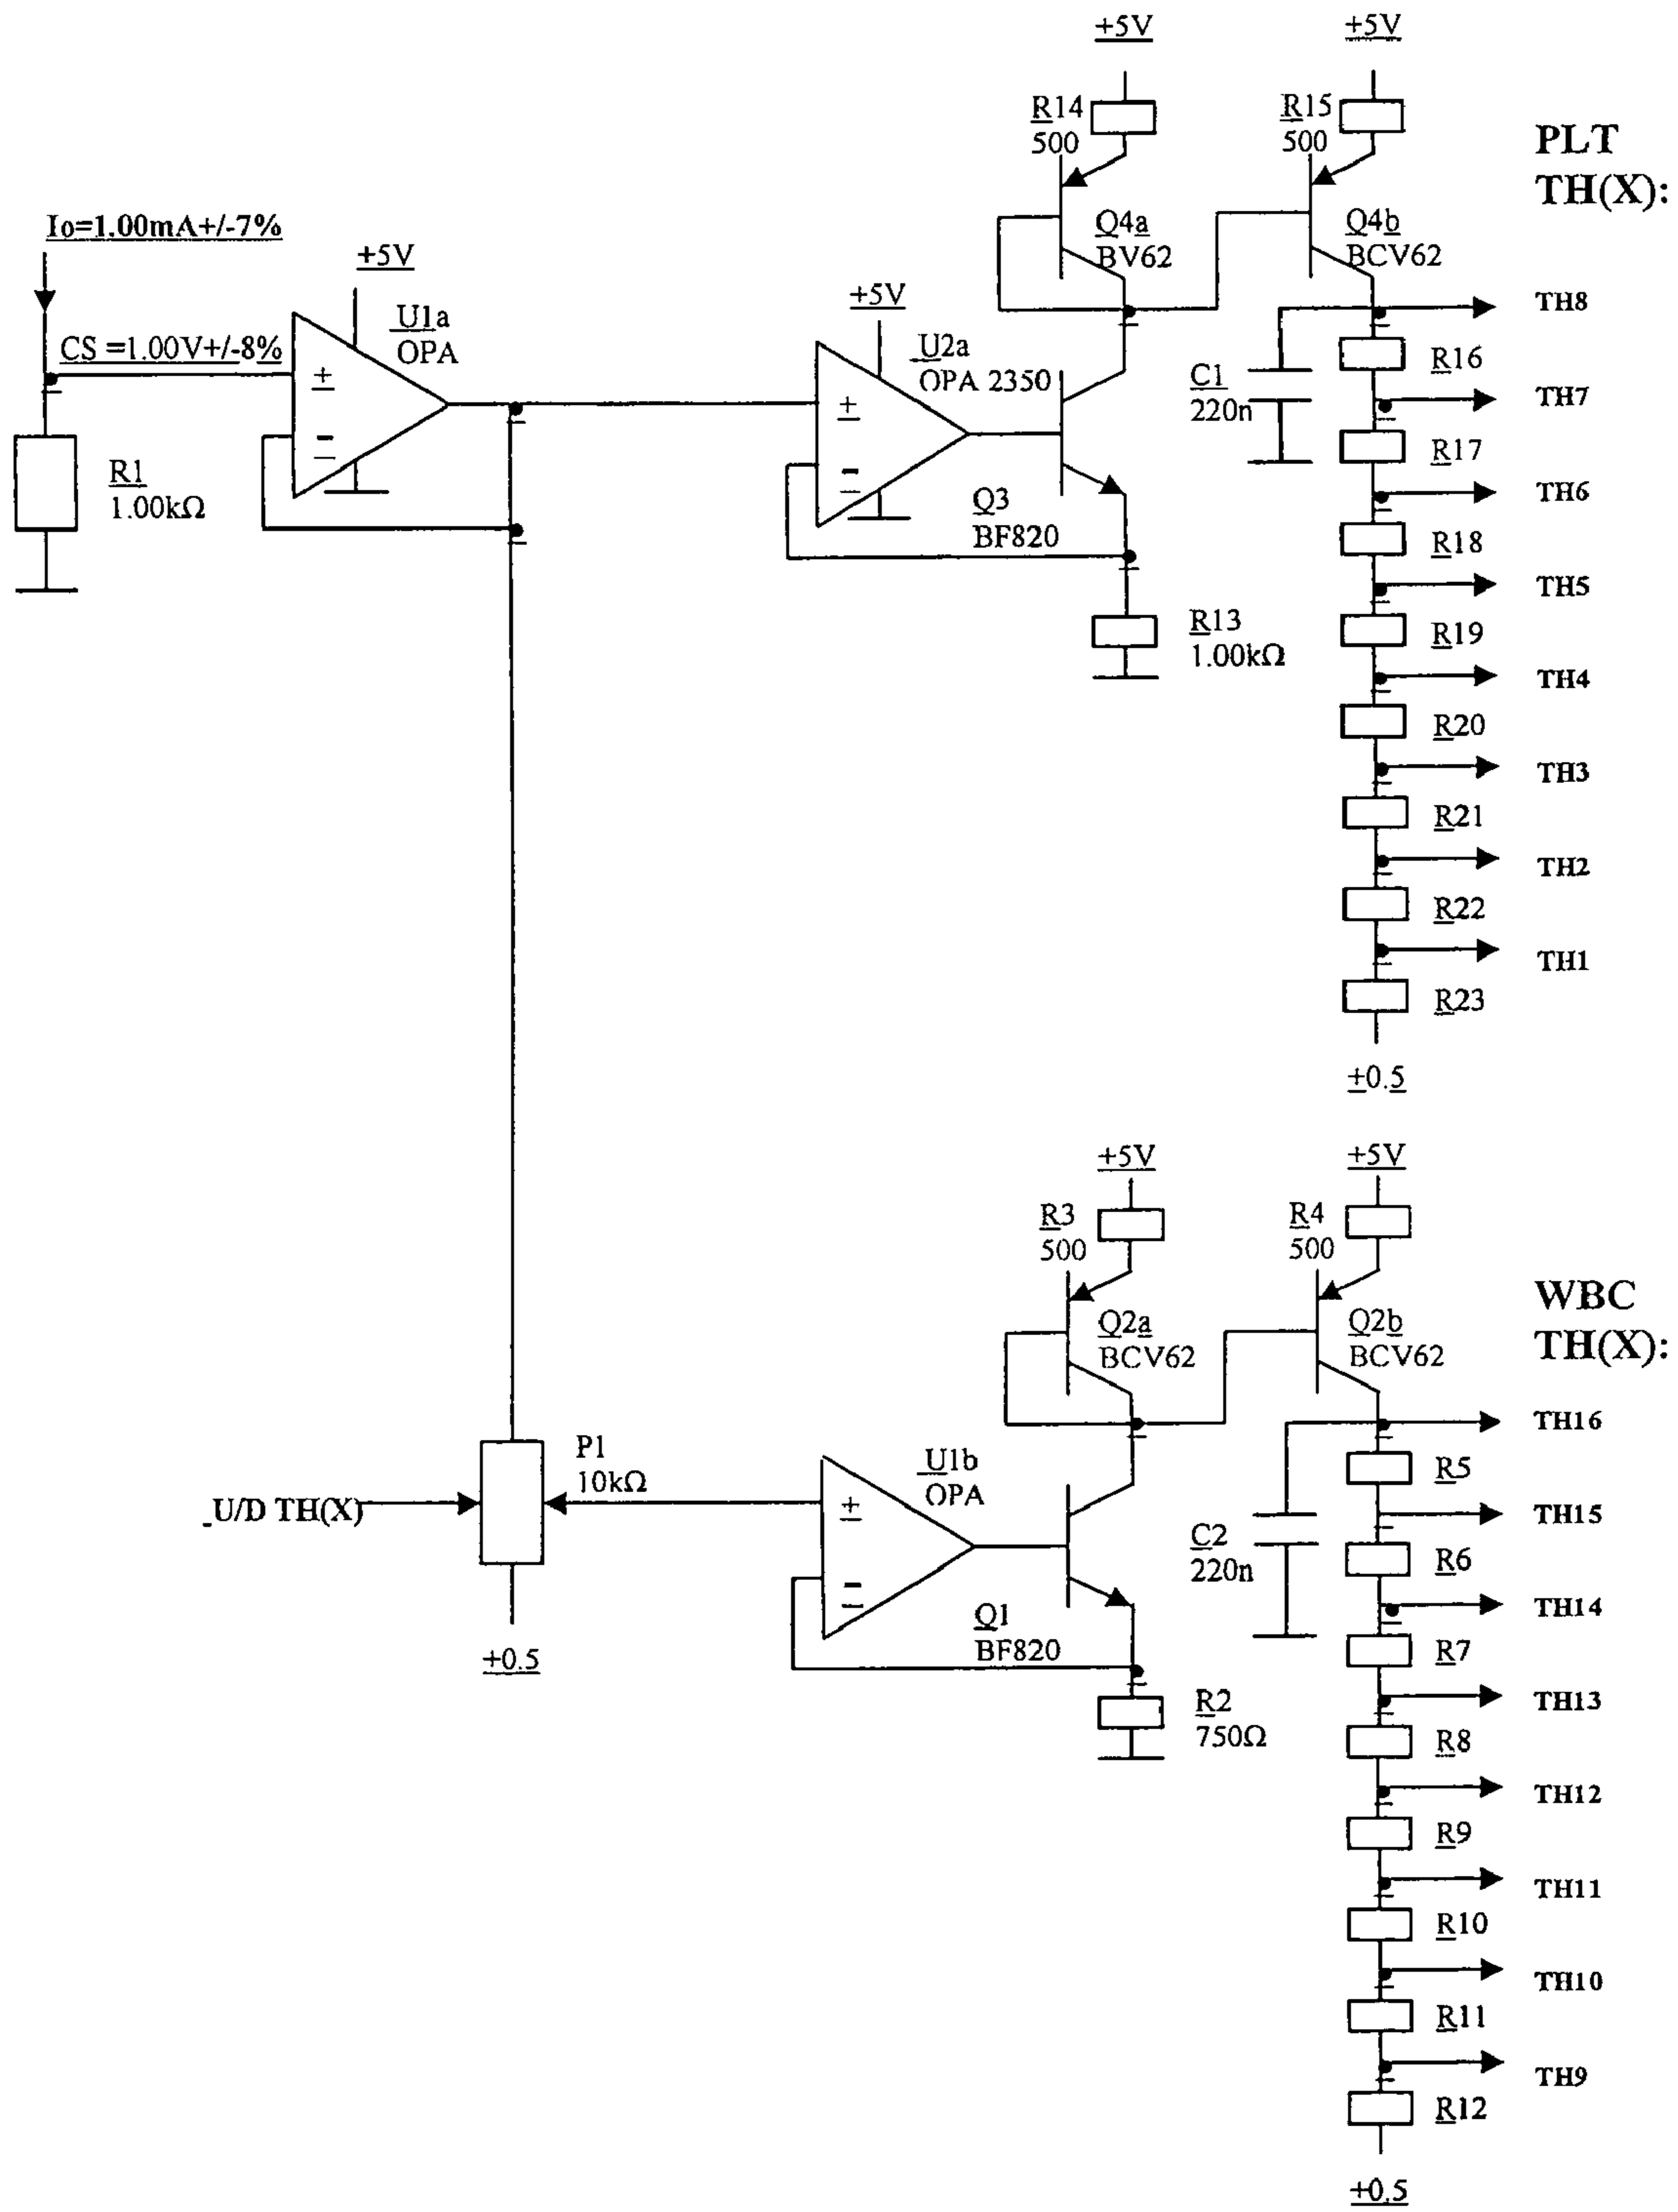 +5V
+5V
R14
500
R15
500
PLT
TH(X):
Io=1.00mA+/-7%
Q4a
BV62
Q4b
BCV62
+5V
U1a
OPA
+5V
TH8
CS =1.00V+/-8%
U2a
OPA 2350
C1
220n
R16
+
+
TH7
-
-
R17
R1
1.00kΩ
Q3
BF820
TH6
R18
TH5
R13
1.00kΩ
R19
TH4
R20
TH3
R21
TH2
R22
TH1
R23
±0.5
+5V
+5V
R3
500
R4
500
WBC
TH(X):
Q2a
BCV62
Q2b
BCV62
TH16
P1
10kΩ
U1b
OPA
R5
_U/D TH(X)
+
TH15
C2
220n
R6
-
TH14
Q1
BF820
R7
±0.5
R2
750Ω
TH13
R8
TH12
R9
TH11
R10
TH10
R11
TH9
R12
±0.5